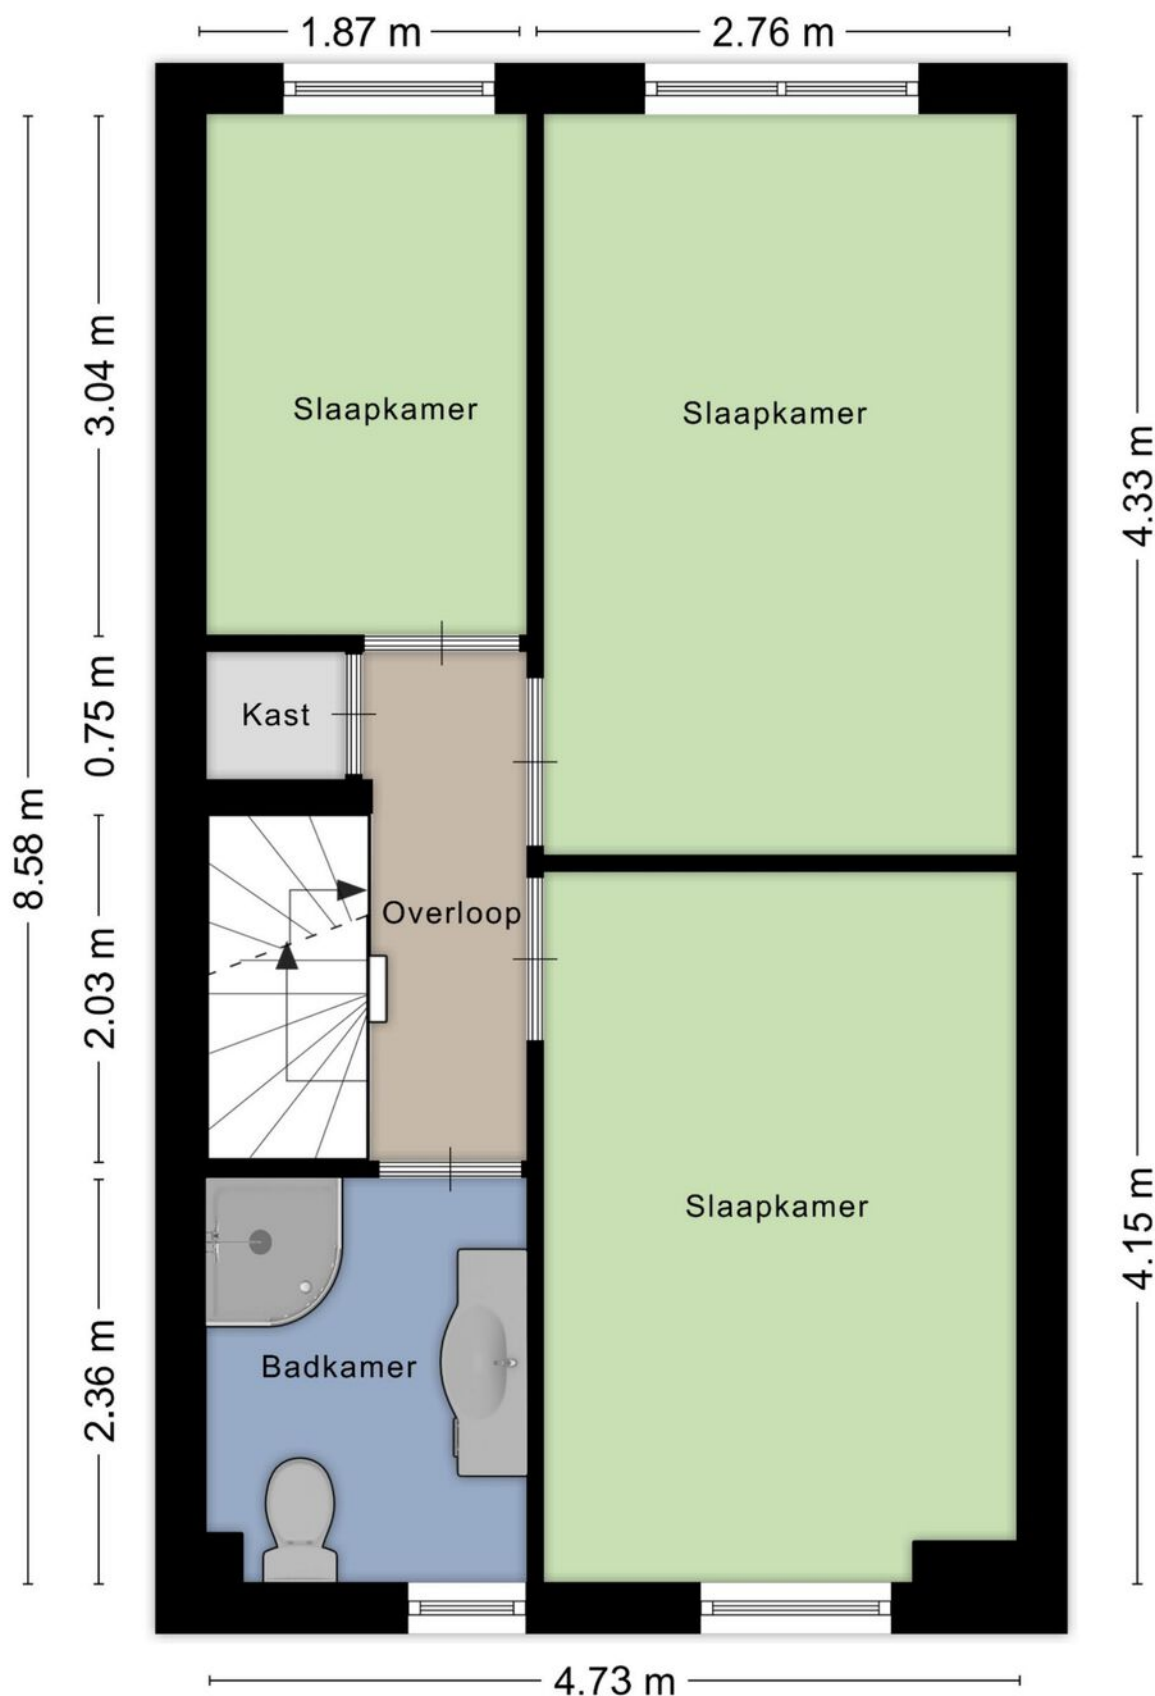 1.87 m
2.76 m
3.04 m
Slaapkamer
Slaapkamer
4.33 m
0.75 m
Kast
8.58 m
2.03 m
Overloop
4.15 m
Slaapkamer
2.36 m
Badkamer
4.73 m